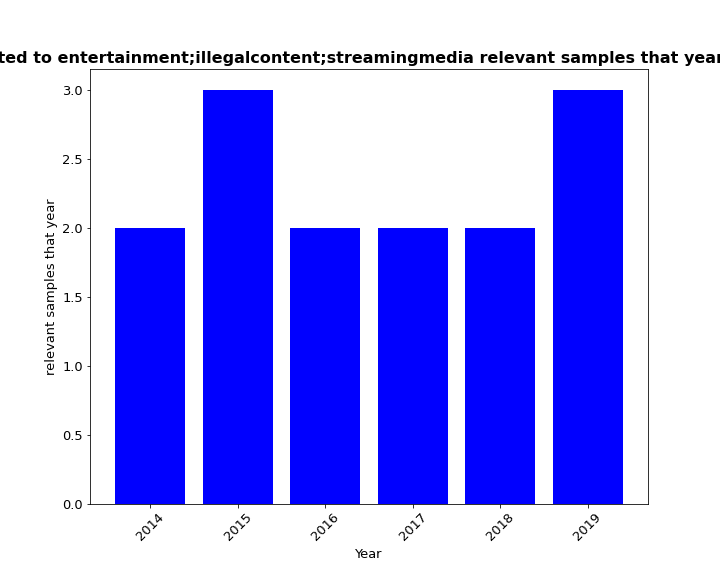 ted to entertainment;illegalcontent;streamingmedia relevant samples that year
3.0
2.5
2.0
1.5
1.0
0.5
0.0
relevant samples that year
2014 2015 2016 2017 2018 2019
Year